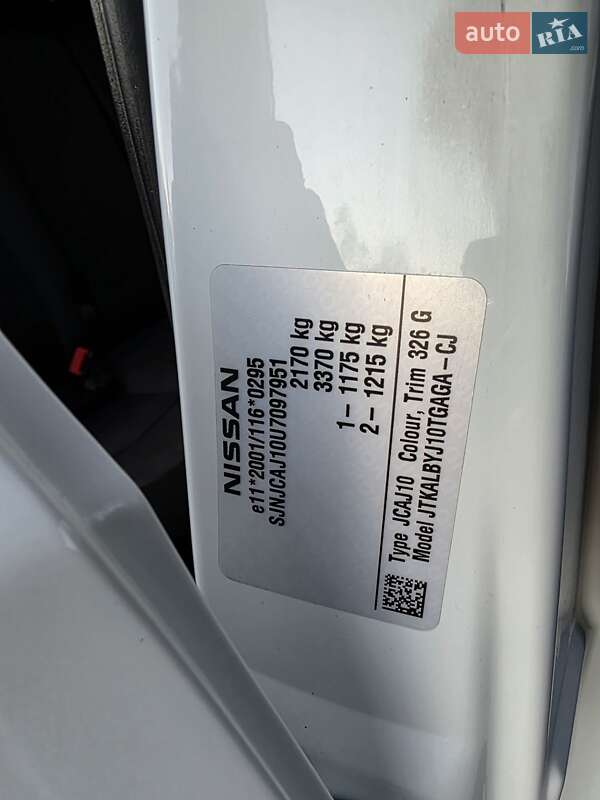 auto RIA
.com
NISSAN
e11*2001/116*0295
SJNJCAJ10U7097951
2170 kg
3370 kg
1- 1175 kg
2- 1215 kg
Type JCAJ10 Colour, Trim 326 G
Model JTKALBYJ10TGAGA-CJ